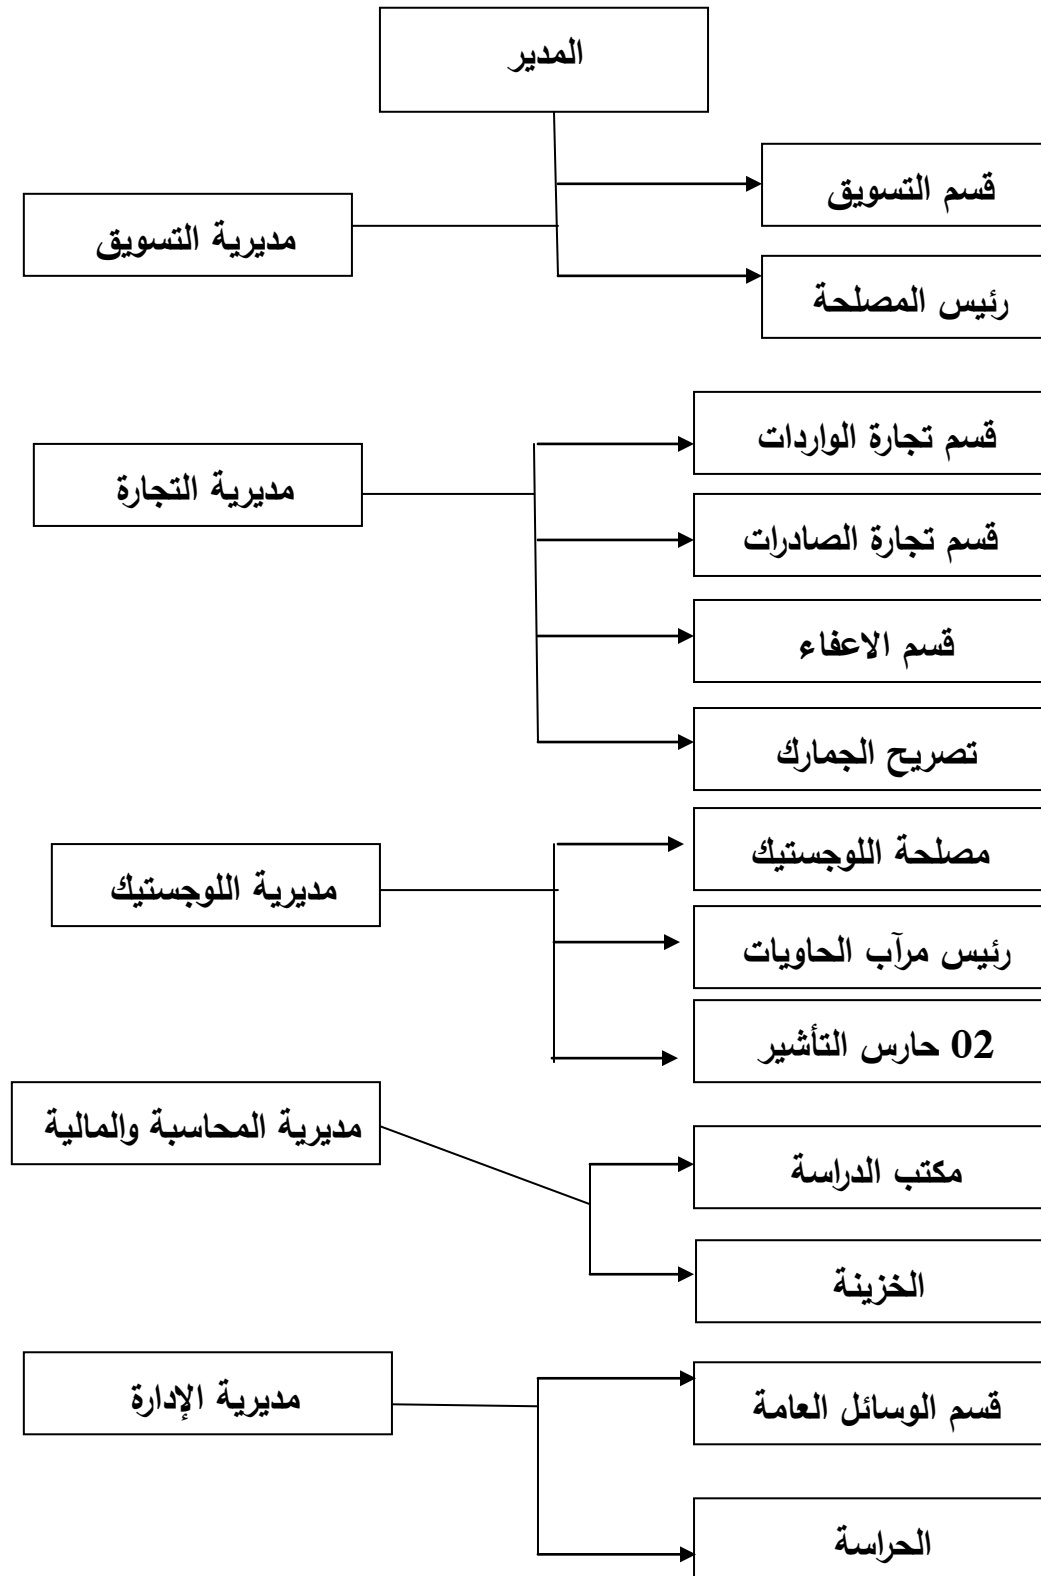 المدير
قسم التسويق
مديرية التسويق
رئيس المصلحة
قسم تجارة الواردات
مديرية التجارة
قسم تجارة الصادرات
قسم الاعفاء
تصريح الجمارك
مصلحة اللوجستيك
مديرية اللوجستيك
رئيس مرآب الحاويات
02 حارس التأشير
مديرية المحاسبة والمالية
مكتب الدراسة
الخزينة
مديرية الإدارة
قسم الوسائل العامة
الحراسة